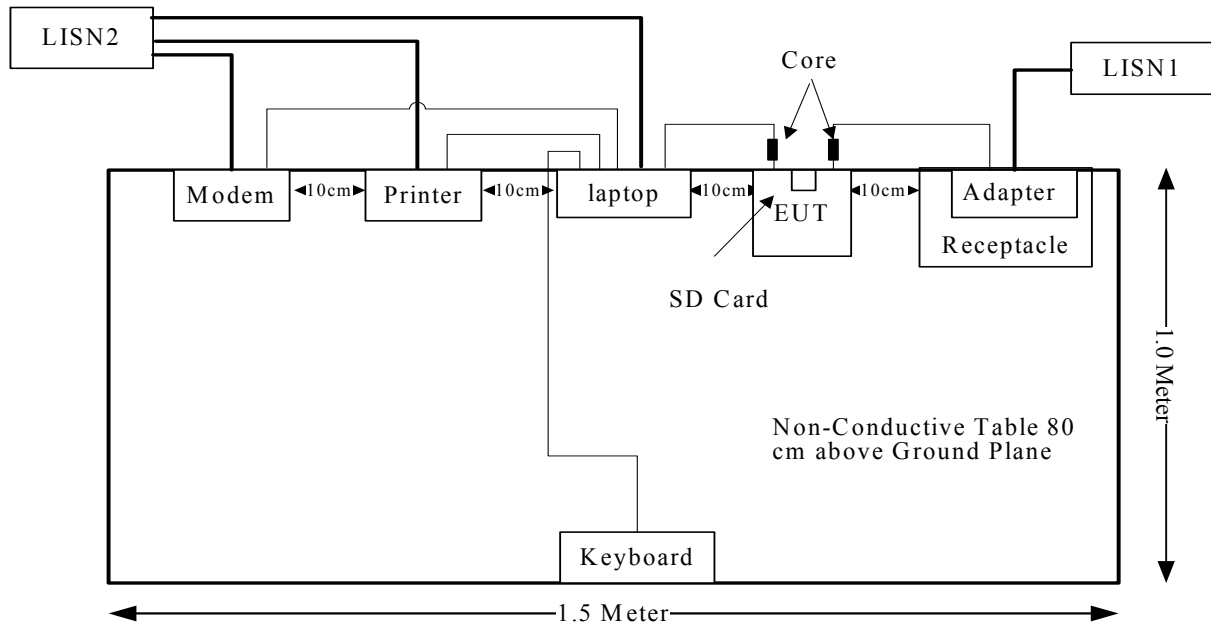 LISN2
Core
LISN1
Modem
10cm
Printer
10cm
laptop
10cm
EUT
10cm
Adapter
Receptacle
SD Card
1.0 Meter
Non-Conductive Table 80
cm above Ground Plane
Keyboard
1.5 Meter